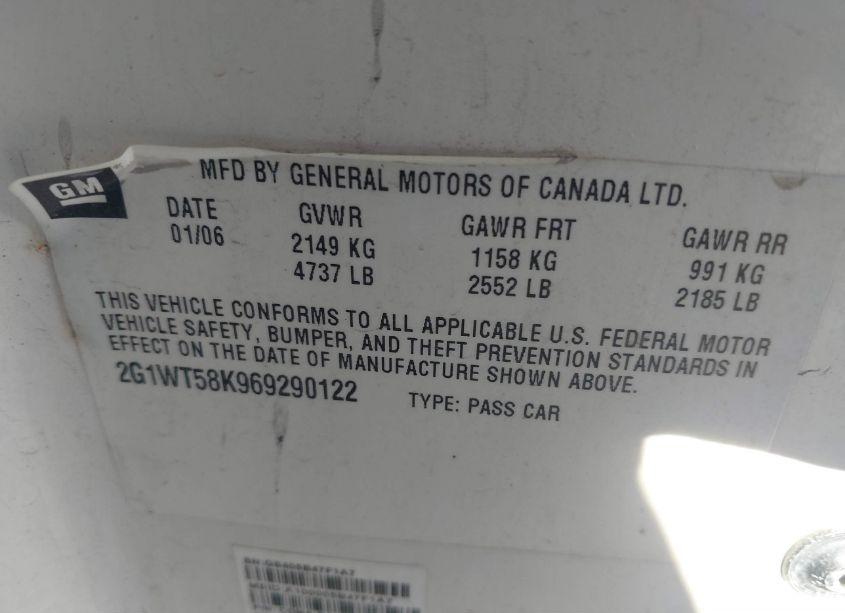 GM
MFD BY GENERAL MOTORS OF CANADA LTD.
DATE GVWR GAWR FRT GAWR RR
01/06 2149 KG 1158 KG 991 KG
4737 LB 2552 LB 2185 LB
THIS VEHICLE CONFORMS TO ALL APPLICABLE U.S. FEDERAL MOTOR
VEHICLE SAFETY, BUMPER, AND THEFT PREVENTION STANDARDS IN
EFFECT ON THE DATE OF MANUFACTURE SHOWN ABOVE.
2G1WT58K969290122 TYPE: PASS CAR